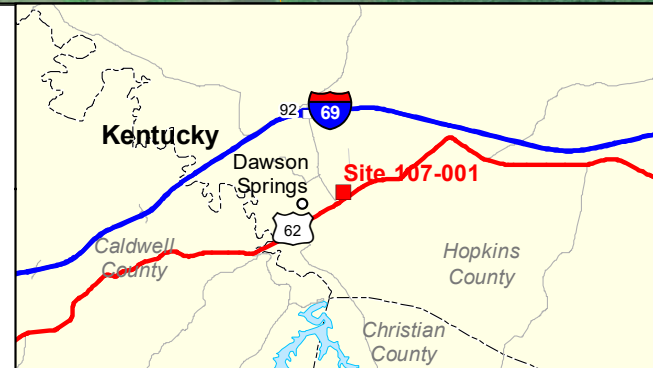 92
69
Kentucky
Dawson
Springs
Site 107-001
62
Caldwell
County
Hopkins
County
Christian
County